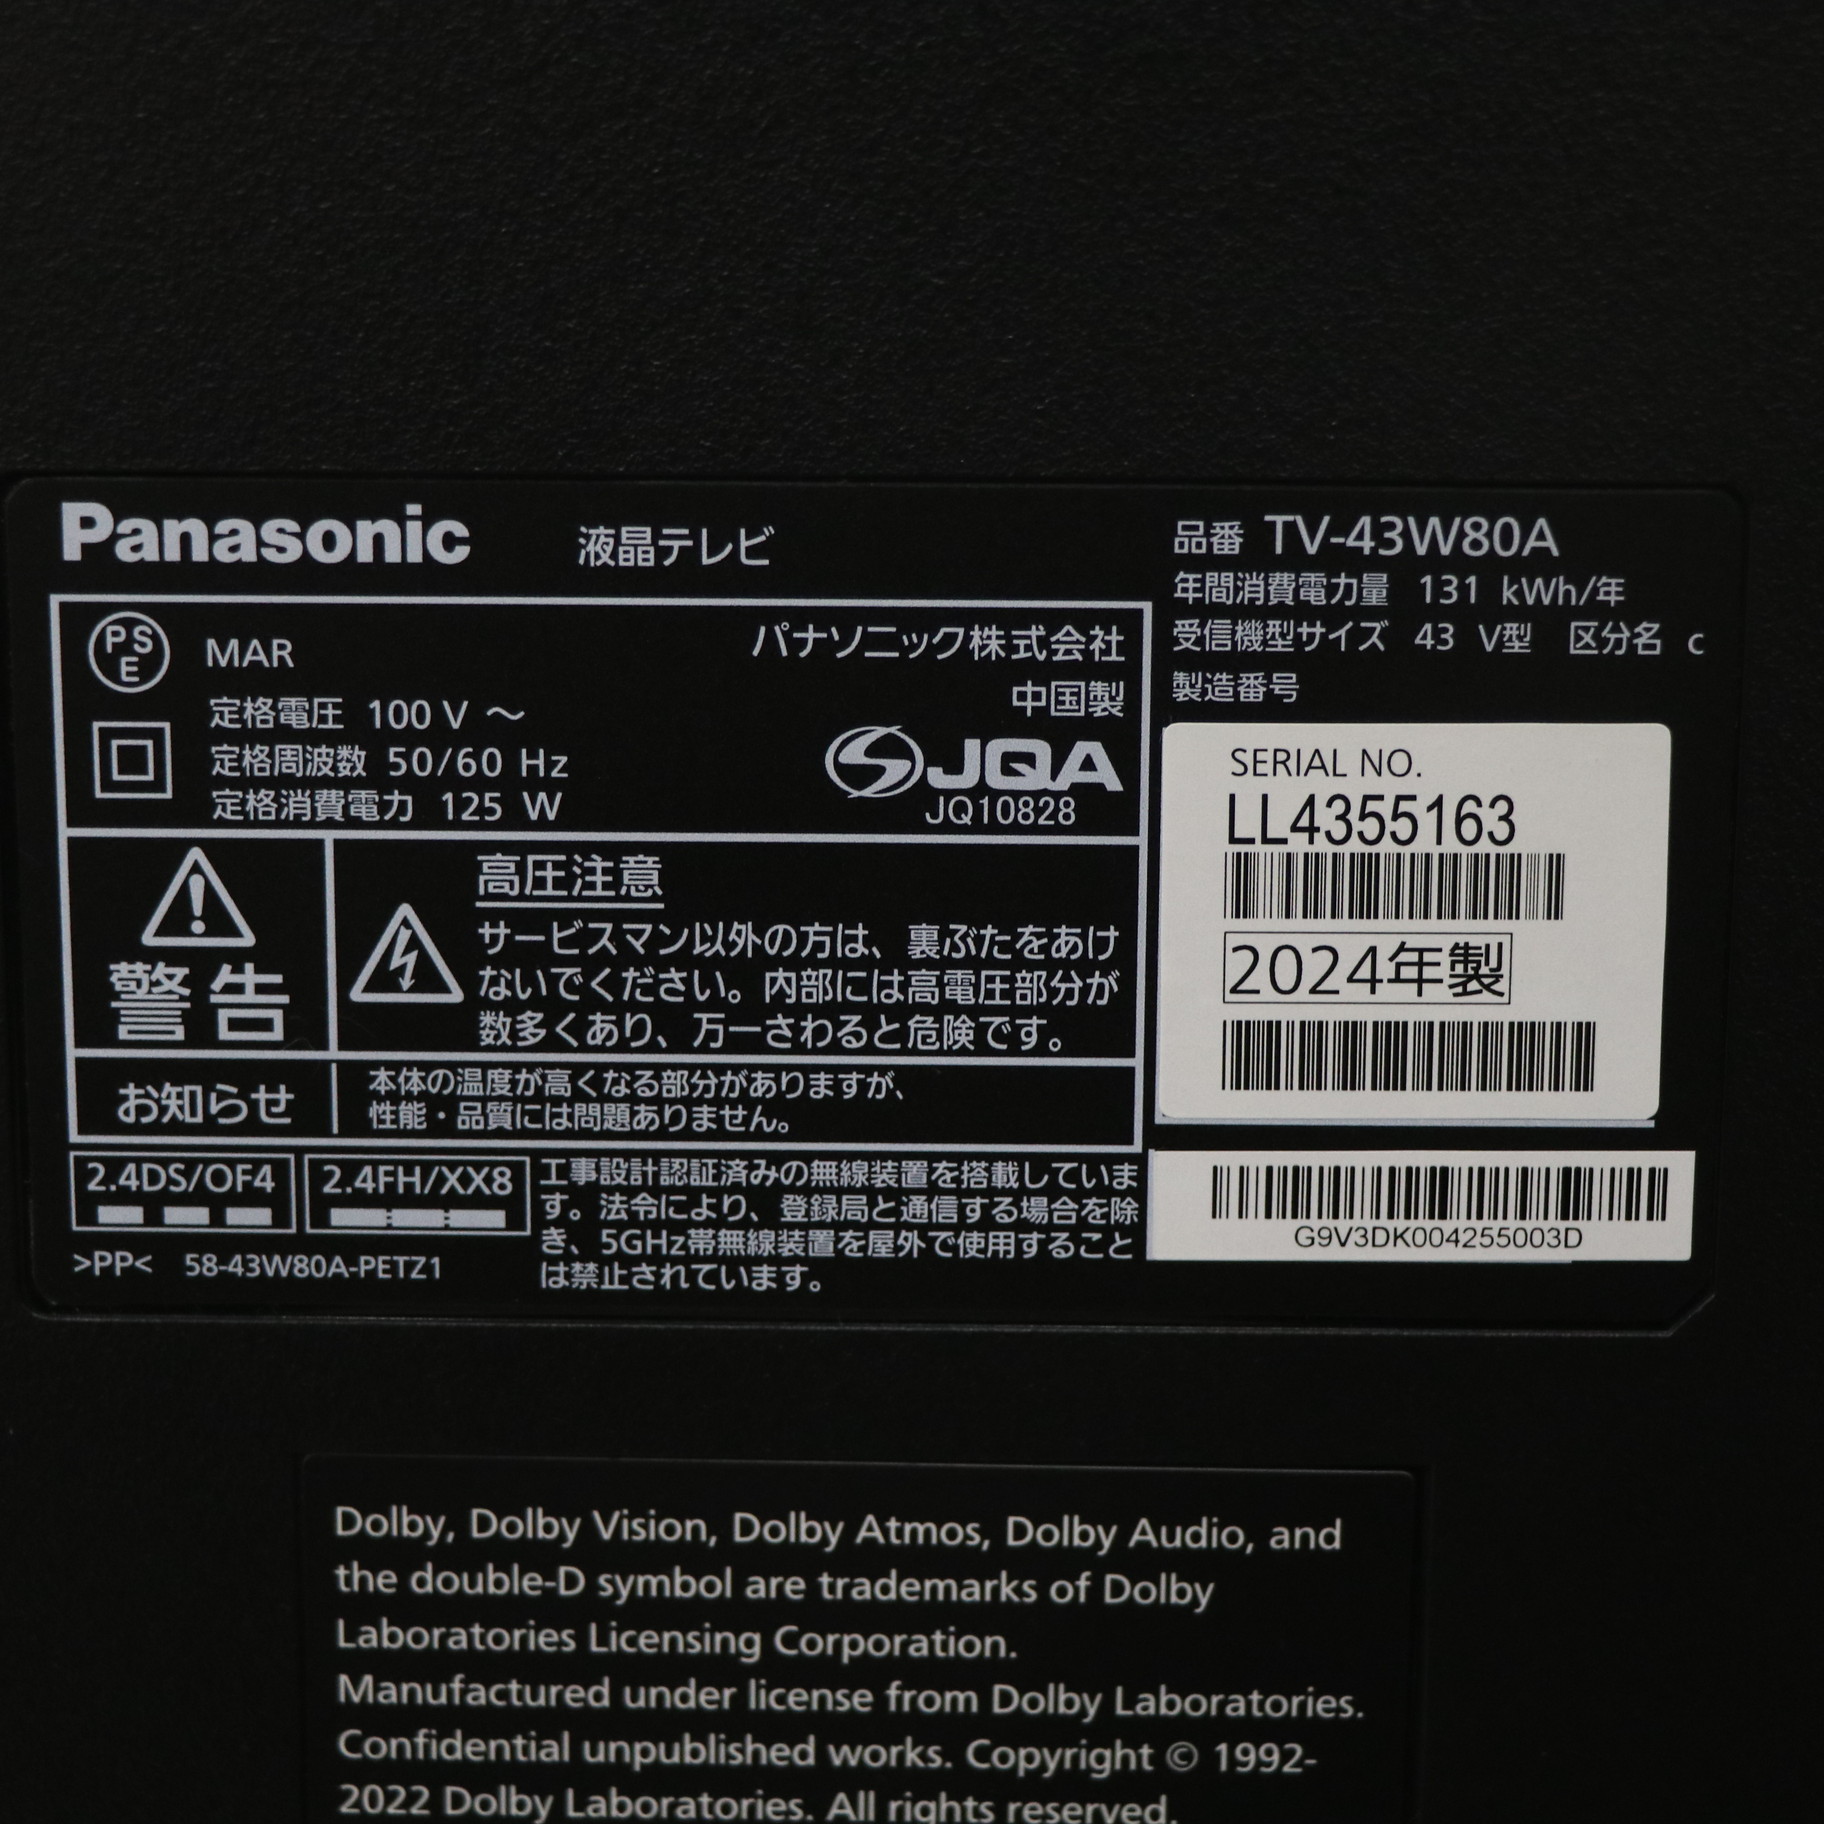 Panasonic 液晶テレビ
PSE MAR
パナソニック株式会社
中国製
定格電圧 100 V ～
定格周波数 50/60 Hz
定格消費電力 125 W
JQA
JQ10828
警告
高圧注意
サービスマン以外の方は、裏ぶたをあけ
ないでください。内部には高電圧部分が
数多くあり、万一さわると危険です。
お知らせ
本体の温度が高くなる部分がありますが、
性能・品質には問題ありません。
2.4DS/OF4
2.4FH/XX8
工事設計認証済みの無線装置を搭載していま
す。法令により、登録局と通信する場合を除
き、5GHz帯無線装置を屋外で使用すること
は禁止されています。
>PP< 58-43W80A-PETZ1
品番 TV-43W80A
年間消費電力量 131 kWh/年
受信機型サイズ 43 V型 区分名 c
製造番号
SERIAL NO.
LL4355163
2024年製
G9V3DK004255003D
Dolby, Dolby Vision, Dolby Atmos, Dolby Audio, and
the double-D symbol are trademarks of Dolby
Laboratories Licensing Corporation.
Manufactured under license from Dolby Laboratories.
Confidential unpublished works. Copyright © 1992-
2022 Dolby Laboratories. All rights reserved.